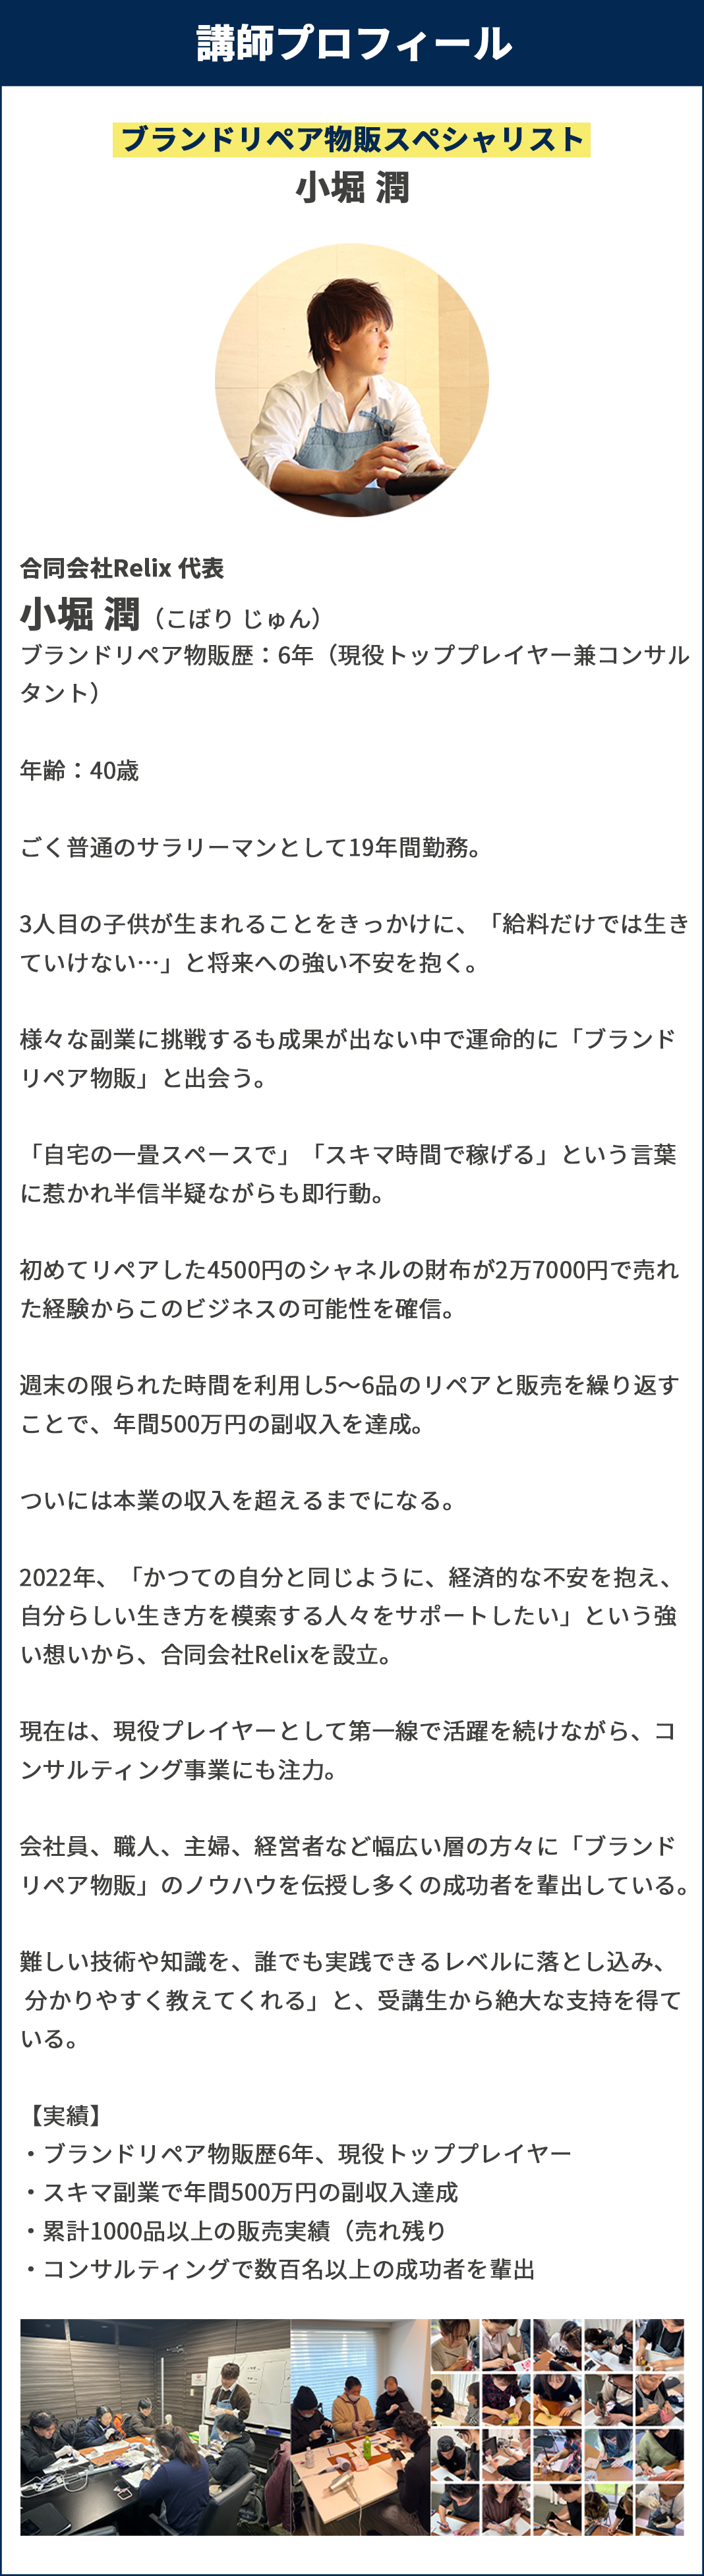 講師プロフィール
ブランドリペア物販スペシャリスト
小堀 潤
合同会社Relix 代表
小堀 潤（こぼり じゅん）
ブランドリペア物販歴：6年（現役トッププレイヤー兼コンサル
タント）
年齢：40歳
ごく普通のサラリーマンとして19年間勤務。
3人目の子供が生まれることをきっかけに、「給料だけでは生き
ていけない…」と将来への強い不安を抱く。
様々な副業に挑戦するも成果が出ない中で運命的に「ブランド
リペア物販」と出会う。
「自宅の一畳スペースで」「スキマ時間で稼げる」という言葉
に惹かれ半信半疑ながらも即行動。
初めてリペアした4500円のシャネルの財布が2万7000円で売れ
た経験からこのビジネスの可能性を確信。
週末の限られた時間を利用し5〜6品のリペアと販売を繰り返す
ことで、年間500万円の副収入を達成。
ついには本業の収入を超えるまでになる。
2022年、「かつての自分と同じように、経済的な不安を抱え、
自分らしい生き方を模索する人々をサポートしたい」という強
い想いから、合同会社Relixを設立。
現在は、現役プレイヤーとして第一線で活躍を続けながら、コ
ンサルティング事業にも注力。
会社員、職人、主婦、経営者など幅広い層の方々に「ブランド
リペア物販」のノウハウを伝授し多くの成功者を輩出している。
難しい技術や知識を、誰でも実践できるレベルに落とし込み、
分かりやすく教えてくれる」と、受講生から絶大な支持を得て
いる。
【実績】
・ブランドリペア物販歴6年、現役トッププレイヤー
・スキマ副業で年間500万円の副収入達成
・累計1000品以上の販売実績（売れ残り
・コンサルティングで数百名以上の成功者を輩出